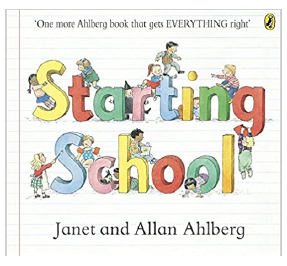 ‘One more Ahlberg book that gets EVERYTHING right’
Starting
School
Janet and Allan Ahlberg